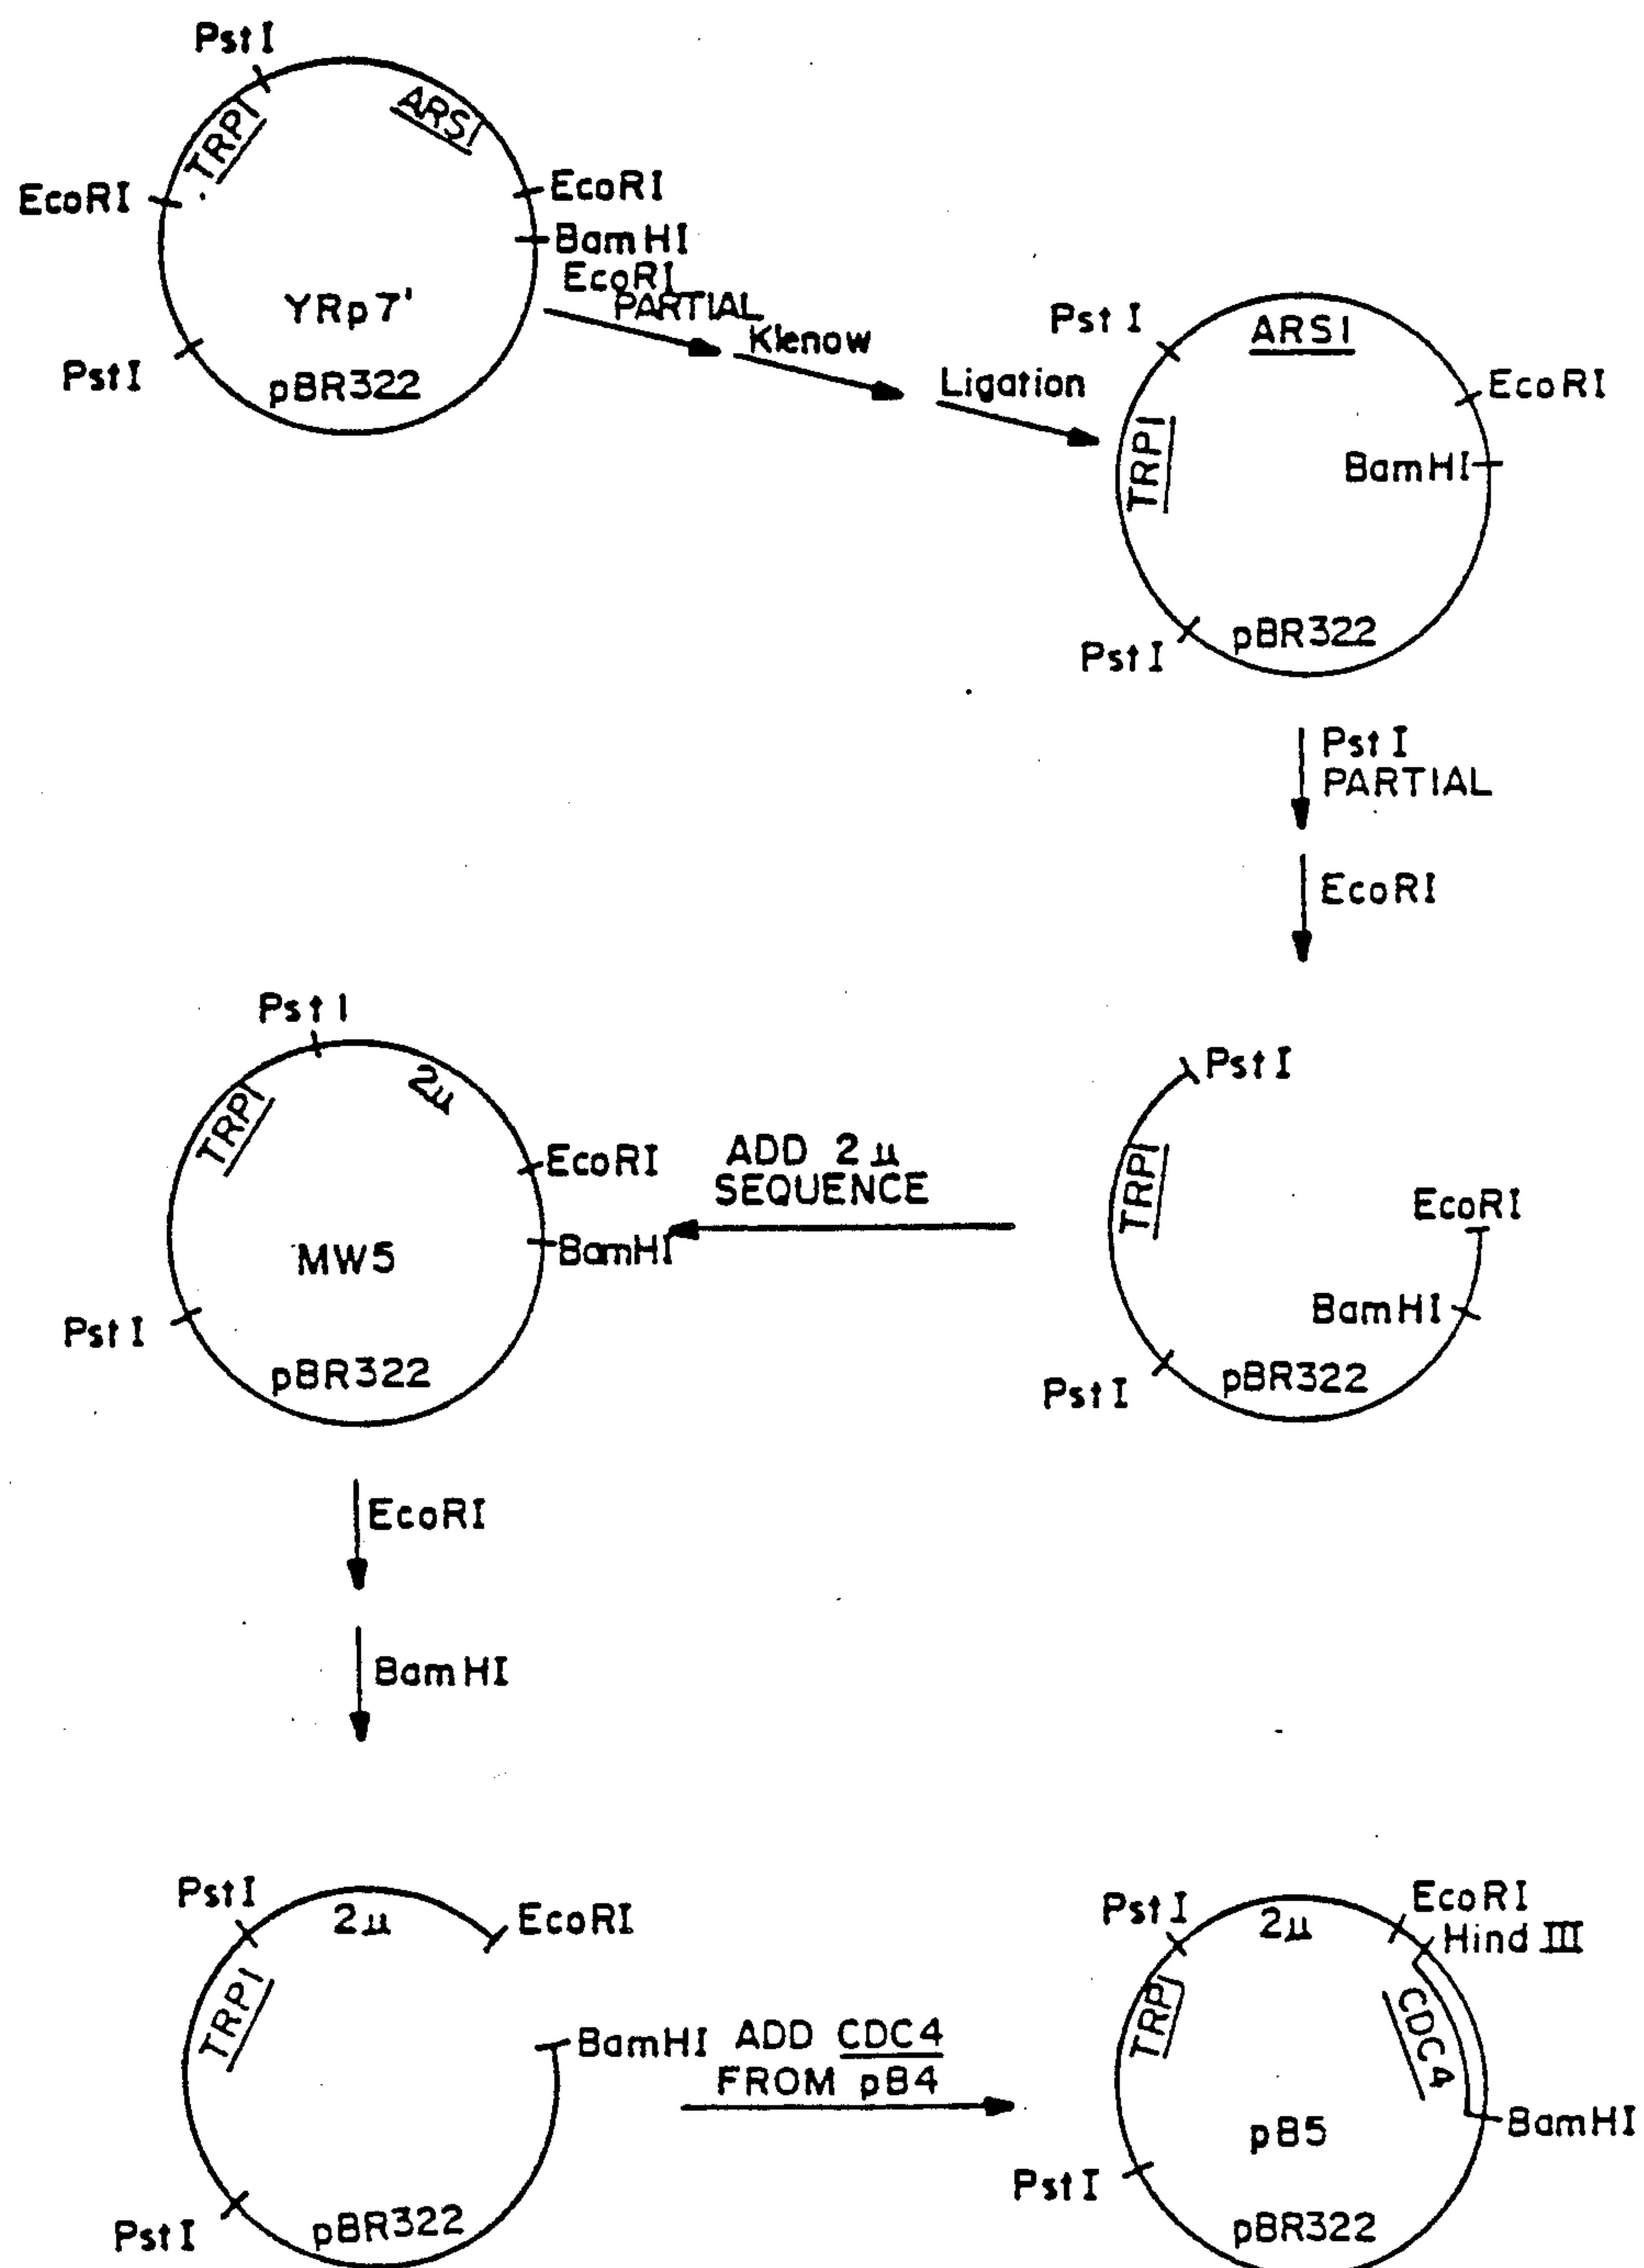 PstI
TRP1
ARS1
EcoRI
EcoRI
BamHI
YRp7'
PstI
pBR322
EcoRI
PARTIAL
Klenow
Ligation
PstI
ARS1
EcoRI
TRP1
BamHI
PstI
pBR322
PstI
PARTIAL
EcoRI
PstI
TRP1
EcoRI
BamHI
PstI
pBR322
ADD 2µ
SEQUENCE
PstI
2µ
TRP1
EcoRI
BamHI
MW5
PstI
pBR322
EcoRI
BamHI
PstI
2µ
EcoRI
TRP1
BamHI
PstI
pBR322
ADD CDC4
FROM pB4
PstI
2µ
EcoRI
Hind III
TRP1
CDC4
BamHI
pB5
PstI
pBR322